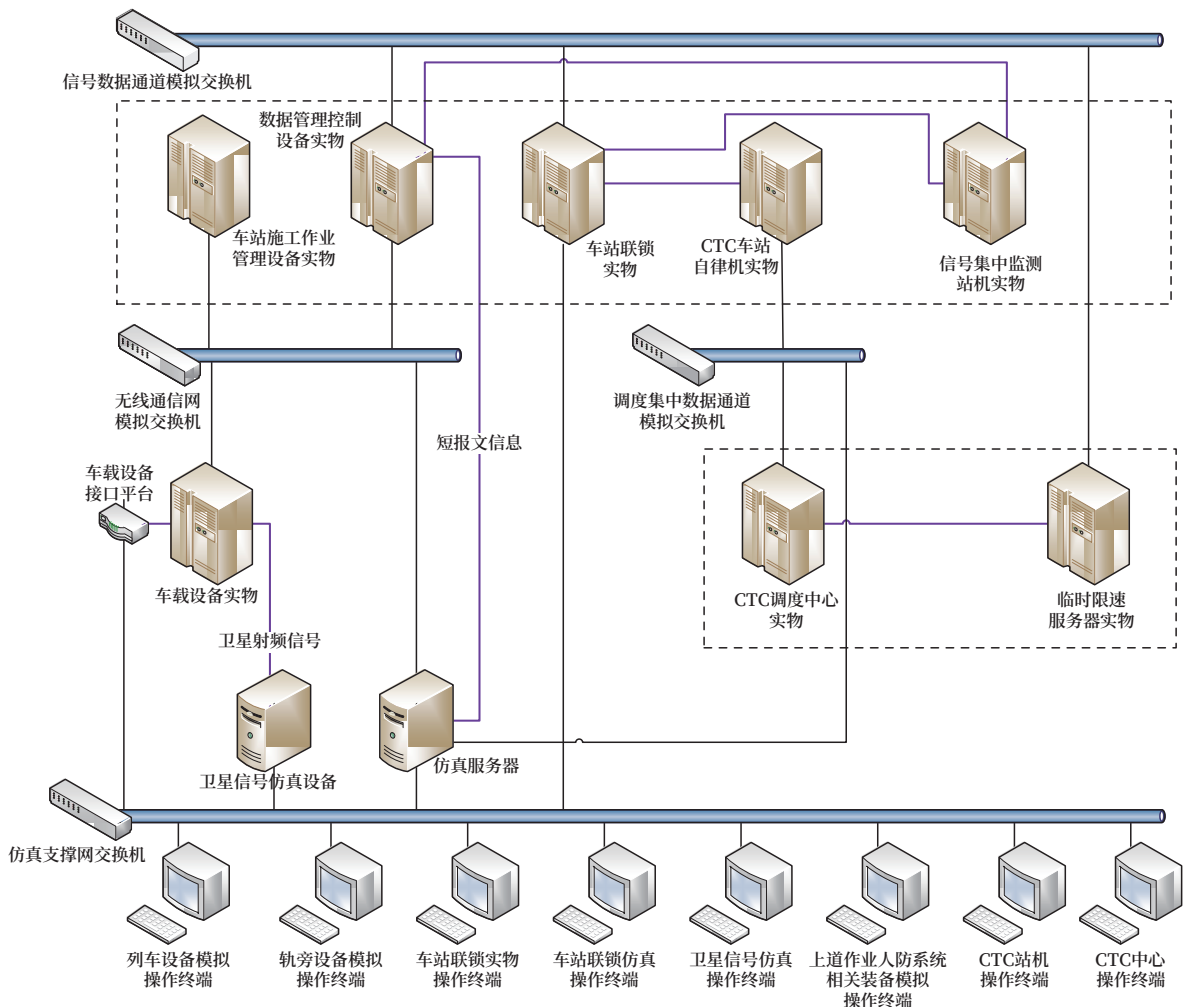 信号数据通道模拟交换机
数据管理控制
设备实物
车站施工作业
管理设备实物
车站联锁
实物
CTC车站
自律机实物
信号集中监测
站机实物
无线通信网
模拟交换机
调度集中数据通道
模拟交换机
短报文信息
车载设备
接口平台
车载设备实物
CTC调度中心
实物
临时限速
服务器实物
卫星射频信号
卫星信号仿真设备
仿真服务器
仿真支撑网交换机
列车设备模拟
操作终端
轨旁设备模拟
操作终端
车站联锁实物
操作终端
车站联锁仿真
操作终端
卫星信号仿真
操作终端
上道作业人防系统
相关装备模拟
操作终端
CTC站机
操作终端
CTC中心
操作终端